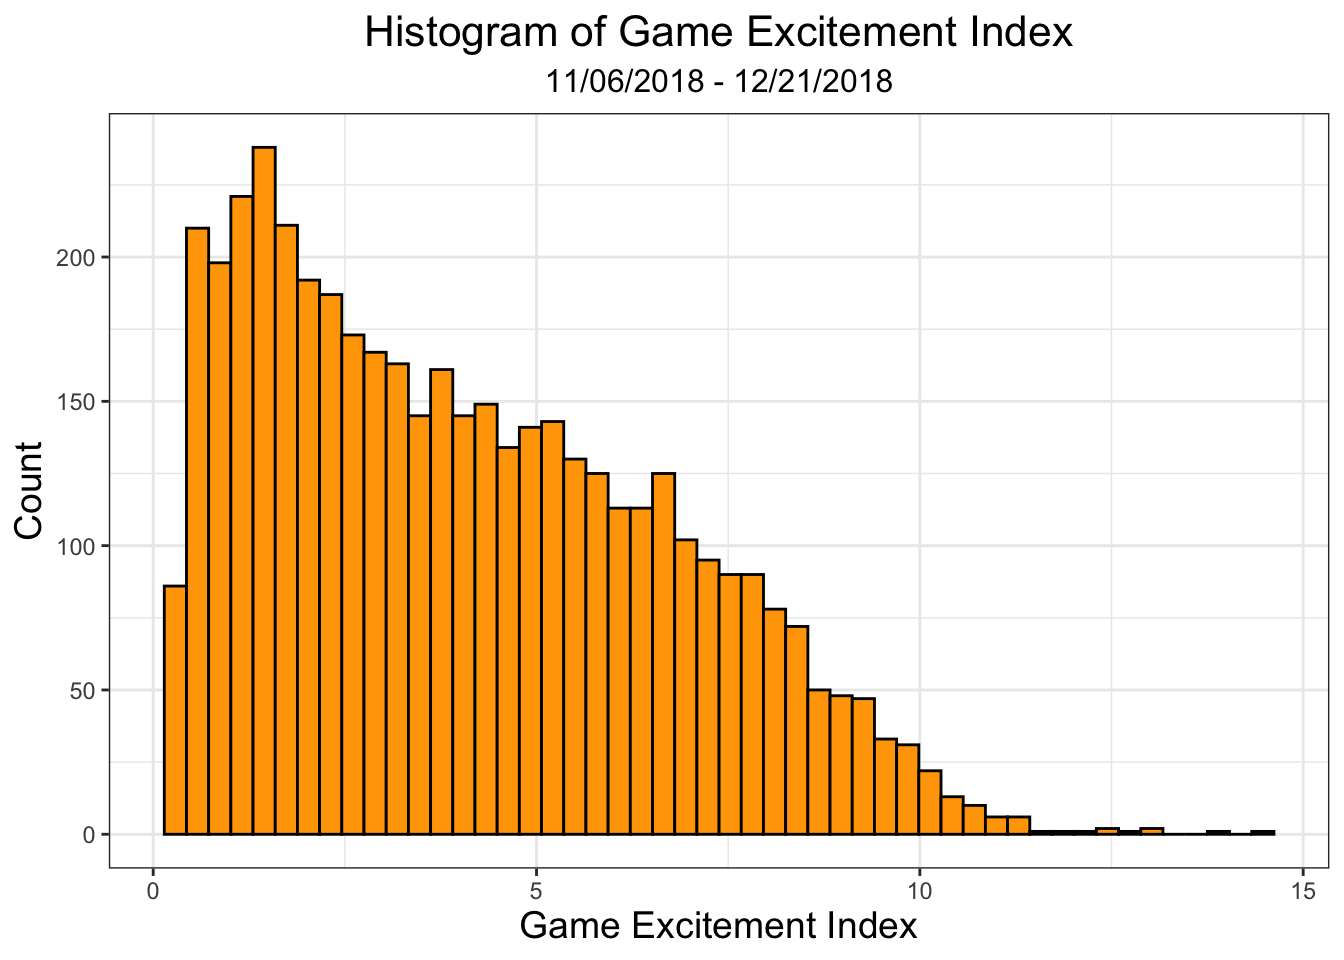 Histogram of Game Excitement Index
11/06/2018 - 12/21/2018
Count
200
150
100
50
0
0 5 10 15
Game Excitement Index